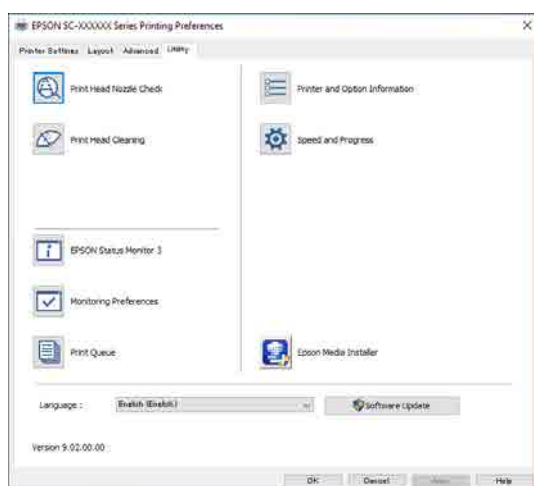 EPSON SC-XXXXXX Series Printing Preferences
Printer Settings Layout Advanced Utility
Print Head Nozzle Check
Print Head Cleaning
EPSON Status Monitor 3
Monitoring Preferences
Print Queue
Printer and Option Information
Speed and Progress
Epson Media Installer
Language : English (English)
Software Update
Version 9.02.00.00
OK Cancel Apply Help